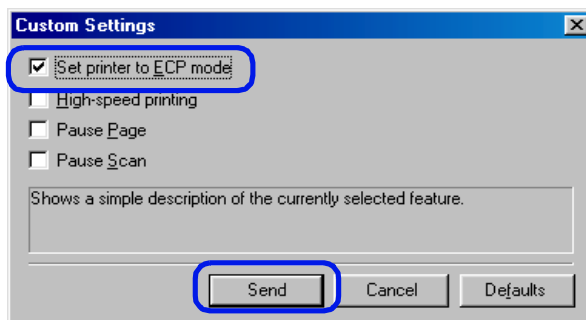 Custom Settings
Set printer to ECP mode
High-speed printing
Pause Page
Pause Scan
Shows a simple description of the currently selected feature.
Send Cancel Defaults